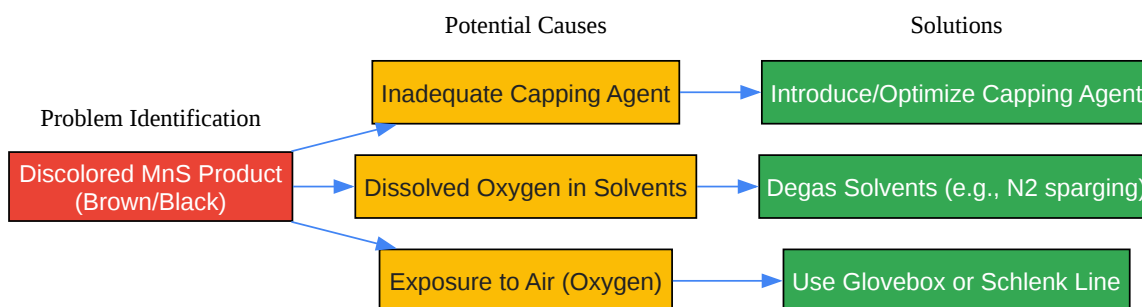 Potential Causes
Solutions
Inadequate Capping Agent
Introduce/Optimize Capping Agent
Problem Identification
Discolored MnS Product
(Brown/Black)
Dissolved Oxygen in Solvents
Degas Solvents (e.g., N2 sparging)
Exposure to Air (Oxygen)
Use Glovebox or Schlenk Line